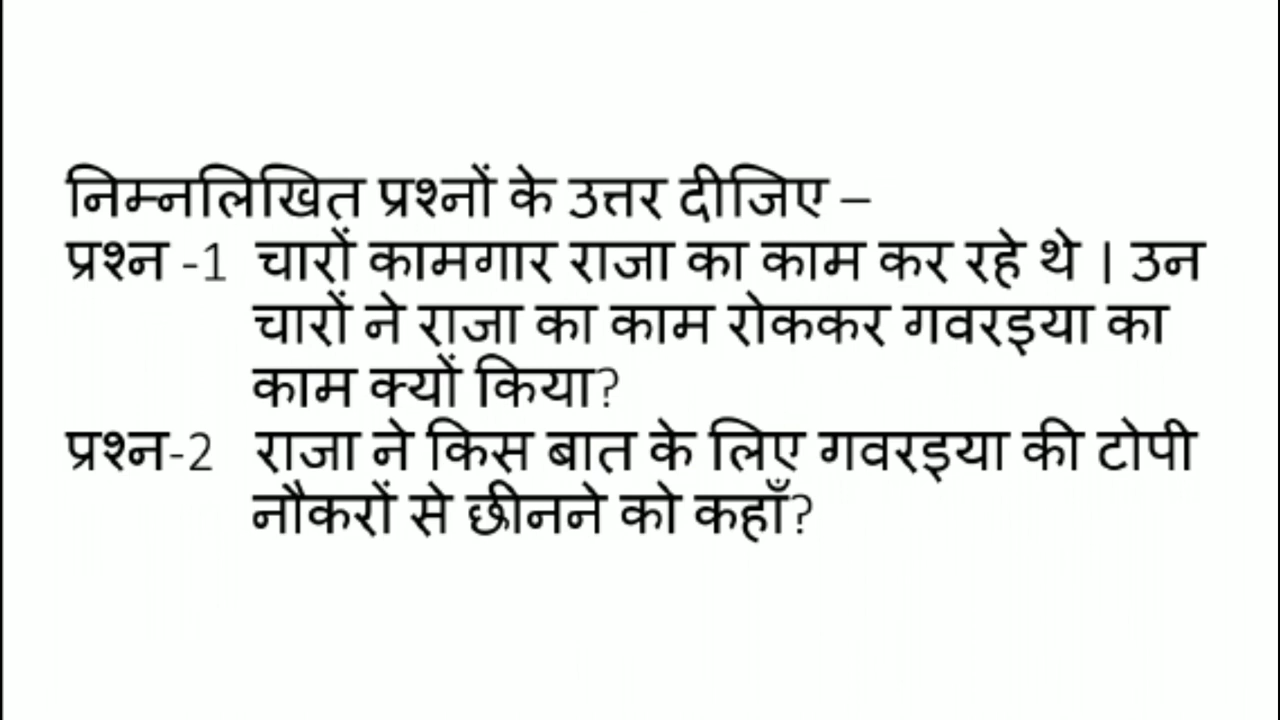 निम्नलिखित प्रश्नों के उत्तर दीजिए –
प्रश्न -1 चारों कामगार राजा का काम कर रहे थे । उन
चारों ने राजा का काम रोककर गवरइया का
काम क्यों किया?
प्रश्न-2 राजा ने किस बात के लिए गवरइया की टोपी
नौकरों से छीनने को कहाँ?